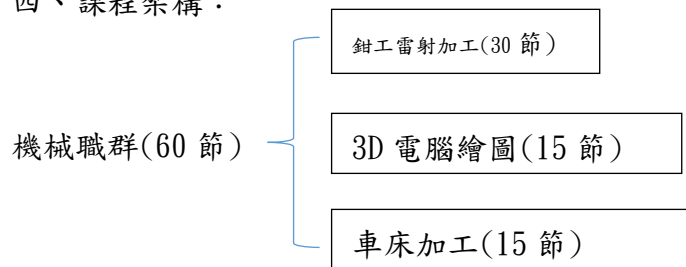 四、課程架構：
鉗工雷射加工(30 節)
機械職群(60 節)
3D 電腦繪圖(15 節)
車床加工(15 節)